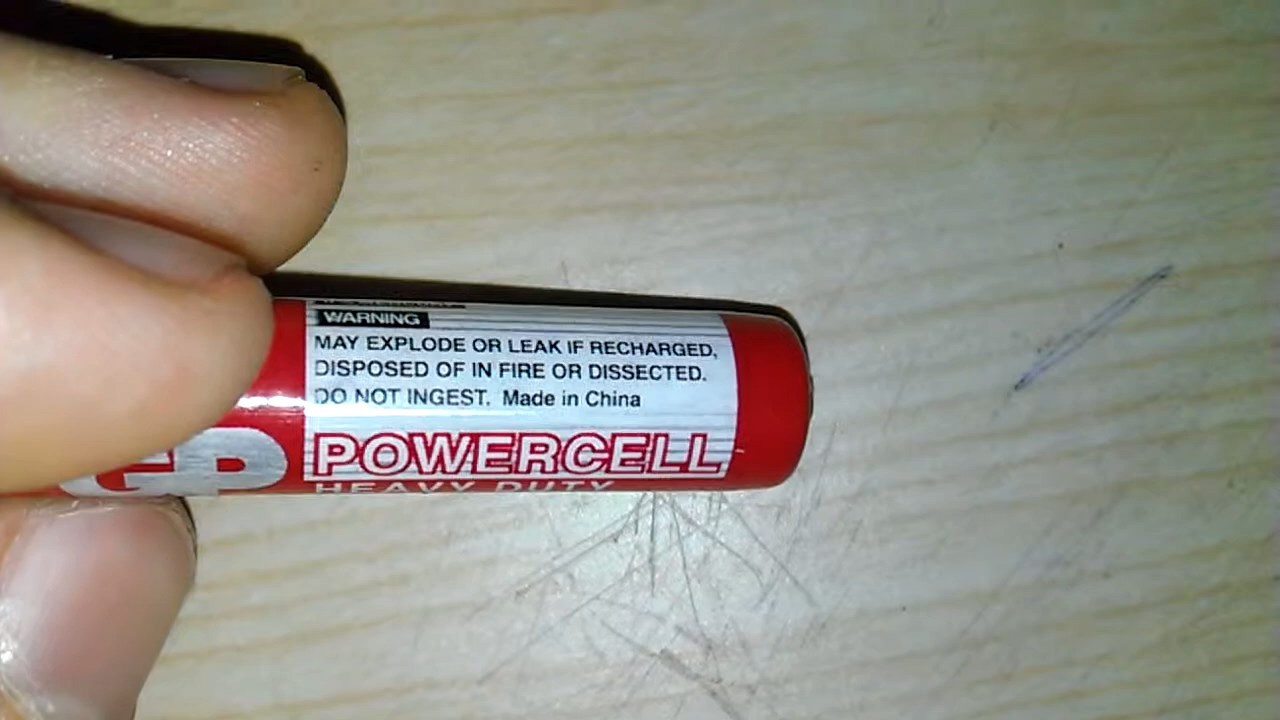 WARNING
MAY EXPLODE OR LEAK IF RECHARGED,
DISPOSED OF IN FIRE OR DISSECTED.
DO NOT INGEST. Made in China
GP POWERCELL
HEAVY DUTY